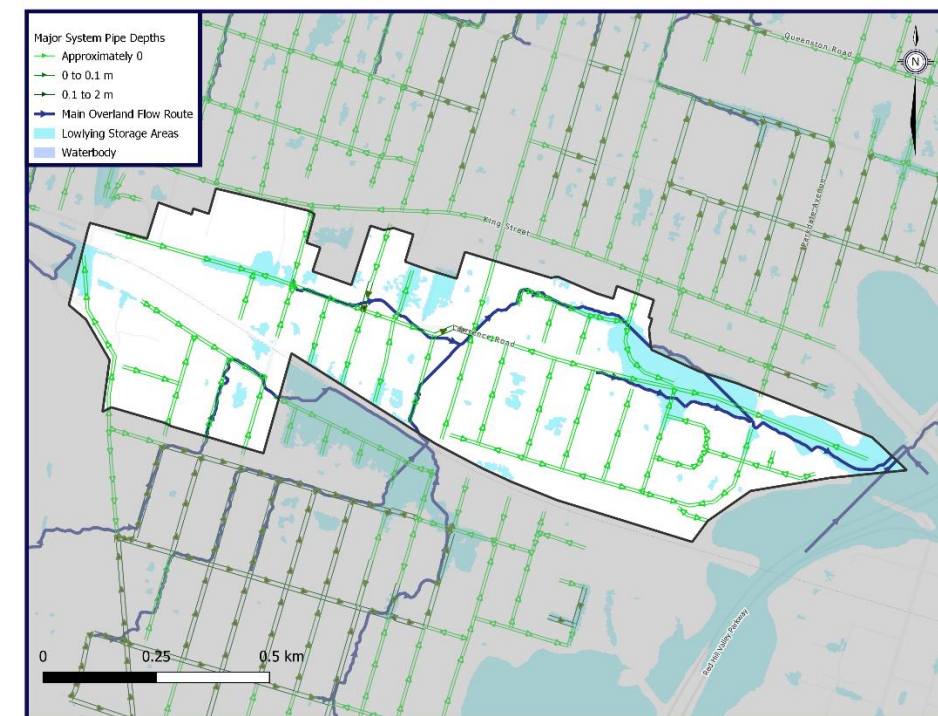 Major System Pipe Depths
Approximately 0
0 to 0.1 m
0.1 to 2 m
Main Overland Flow Route
Lowlying Storage Areas
Waterbody
Queenston Road
N
Parkdale Avenue
King Street
Lawrence Road
Red Hill Valley Parkway
0 0.25 0.5 km